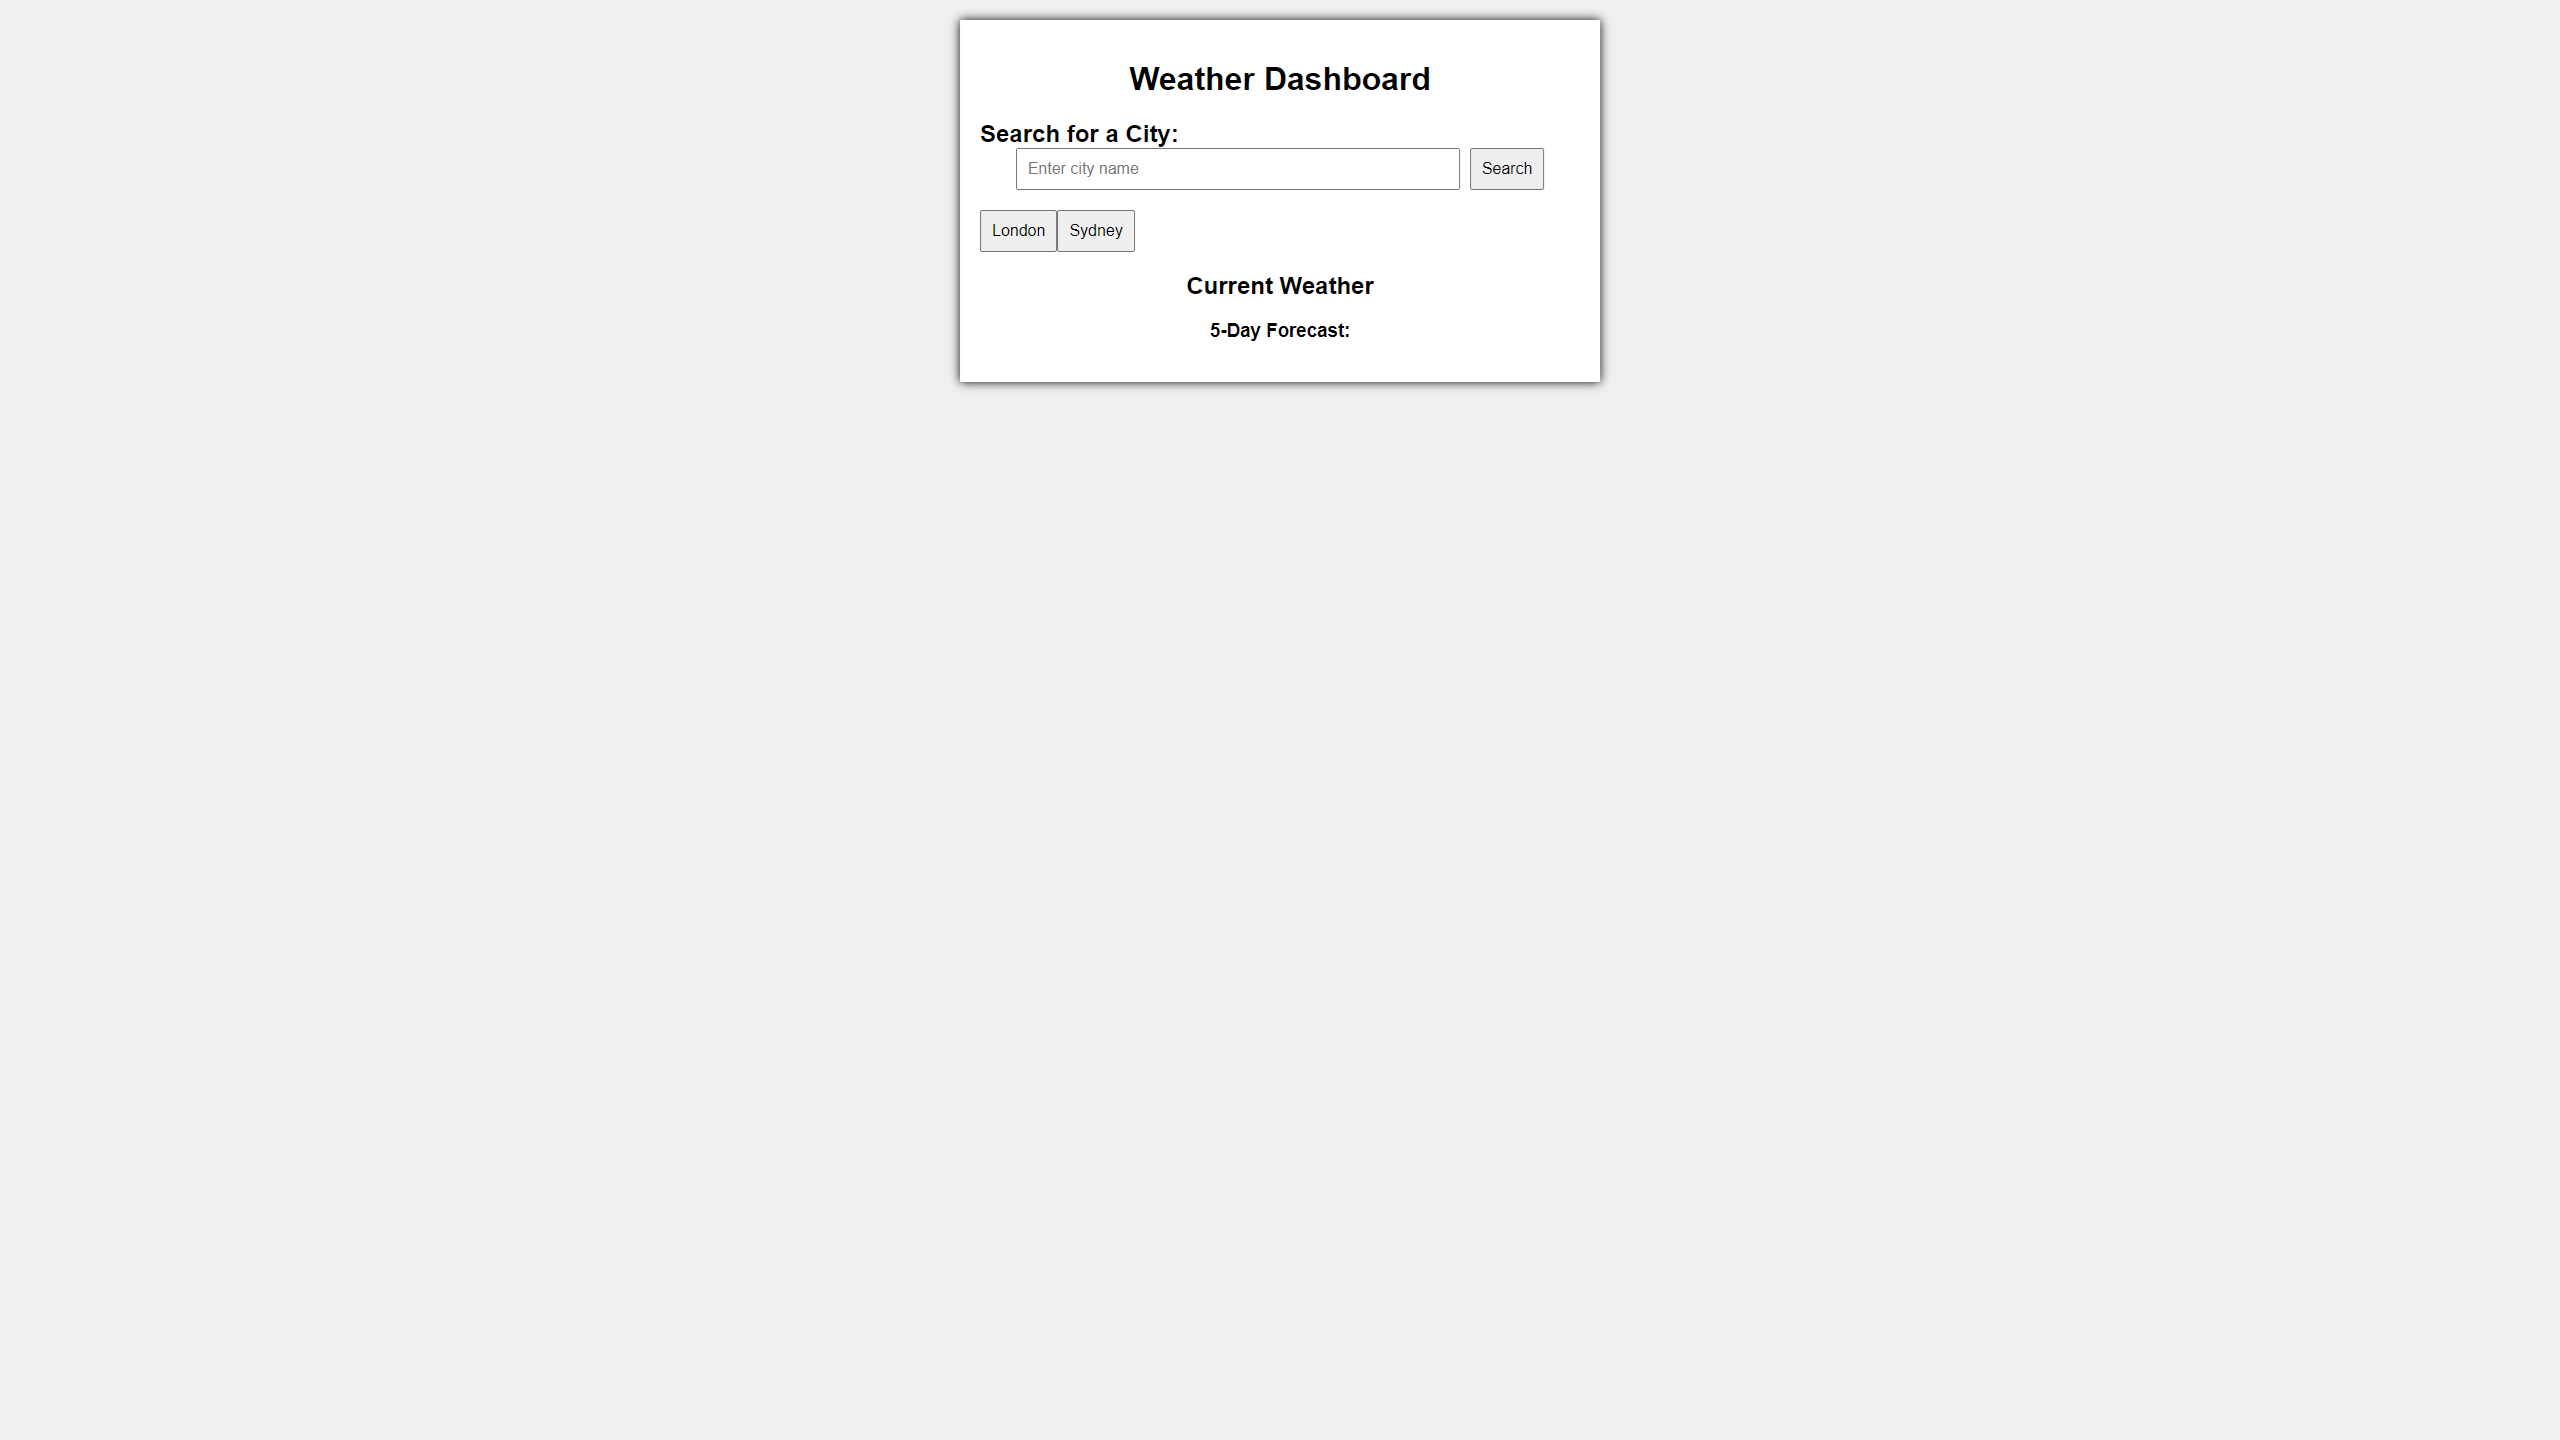 Weather Dashboard
Search for a City:
Enter city name Search
London Sydney
Current Weather
5-Day Forecast: